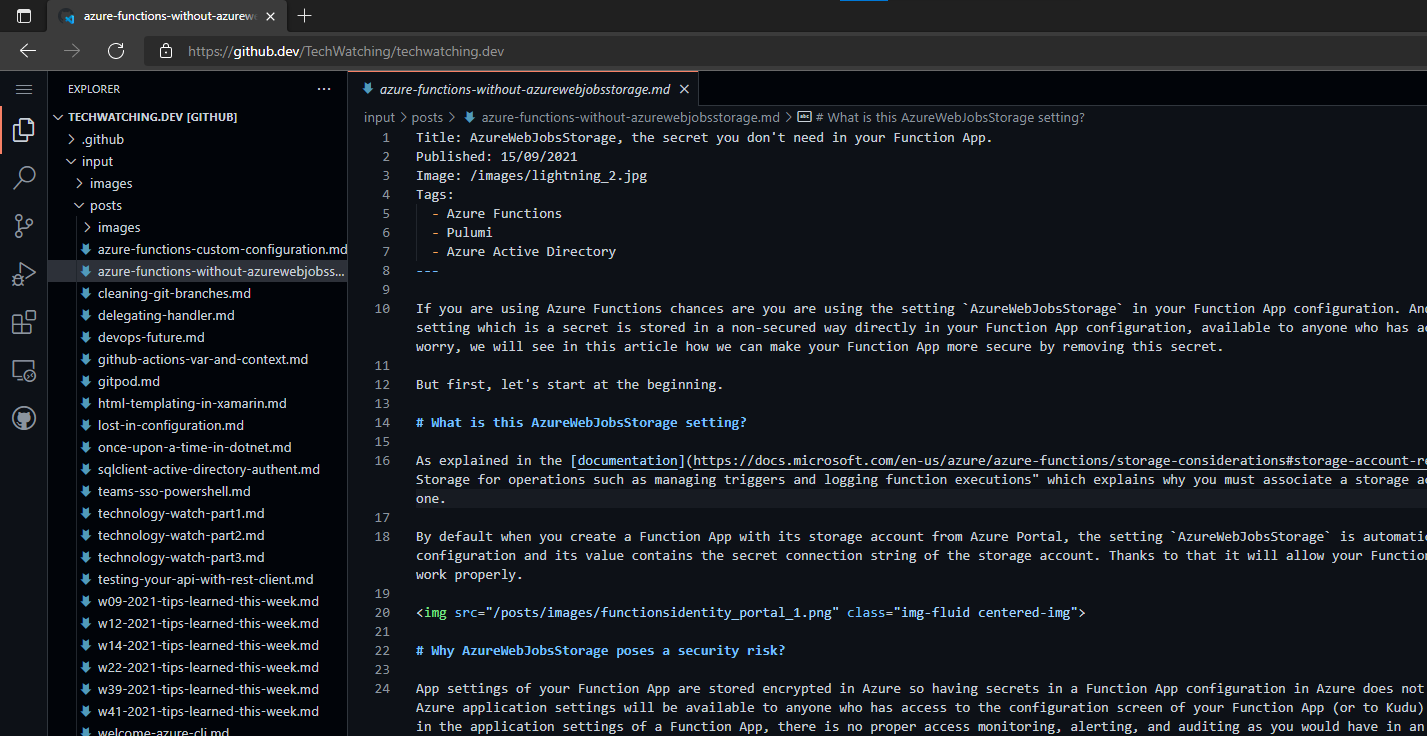 azure-functions-without-azurewe
https://github.dev/TechWatching/techwatching.dev
EXPLORER
TECHWATCHING.DEV [GITHUB]
.github
input
images
posts
images
azure-functions-custom-configuration.md
azure-functions-without-azurewebjobss...
cleaning-git-branches.md
delegating-handler.md
devops-future.md
github-actions-var-and-context.md
gitpod.md
html-templating-in-xamarin.md
lost-in-configuration.md
once-upon-a-time-in-dotnet.md
sqlclient-active-directory-authent.md
teams-sso-powershell.md
technology-watch-part1.md
technology-watch-part2.md
technology-watch-part3.md
testing-your-api-with-rest-client.md
w09-2021-tips-learned-this-week.md
w12-2021-tips-learned-this-week.md
w14-2021-tips-learned-this-week.md
w22-2021-tips-learned-this-week.md
w39-2021-tips-learned-this-week.md
w41-2021-tips-learned-this-week.md
welcome-azure-cli.md
azure-functions-without-azurewebjobsstorage.md
input > posts > azure-functions-without-azurewebjobsstorage.md > abc # What is this AzureWebJobsStorage setting?
1 Title: AzureWebJobsStorage, the secret you don't need in your Function App.
2 Published: 15/09/2021
3 Image: /images/lightning_2.jpg
4 Tags:
5 - Azure Functions
6 - Pulumi
7 - Azure Active Directory
8 ---
9
10 If you are using Azure Functions chances are you are using the setting `AzureWebJobsStorage` in your Function App configuration. And
setting which is a secret is stored in a non-secured way directly in your Function App configuration, available to anyone who has ac
worry, we will see in this article how we can make your Function App more secure by removing this secret.
11
12 But first, let's start at the beginning.
13
14 # What is this AzureWebJobsStorage setting?
15
16 As explained in the [documentation](https://docs.microsoft.com/en-us/azure/azure-functions/storage-considerations#storage-account-re
Storage for operations such as managing triggers and logging function executions" which explains why you must associate a storage ac
one.
17
18 By default when you create a Function App with its storage account from Azure Portal, the setting `AzureWebJobsStorage` is automatic
configuration and its value contains the secret connection string of the storage account. Thanks to that it will allow your Function
work properly.
19
20 <img src="/posts/images/functionsidentity_portal_1.png" class="img-fluid centered-img">
21
22 # Why AzureWebJobsStorage poses a security risk?
23
24 App settings of your Function App are stored encrypted in Azure so having secrets in a Function App configuration in Azure does not
Azure application settings will be available to anyone who has access to the configuration screen of your Function App (or to Kudu)
in the application settings of a Function App, there is no proper access monitoring, alerting, and auditing as you would have in an